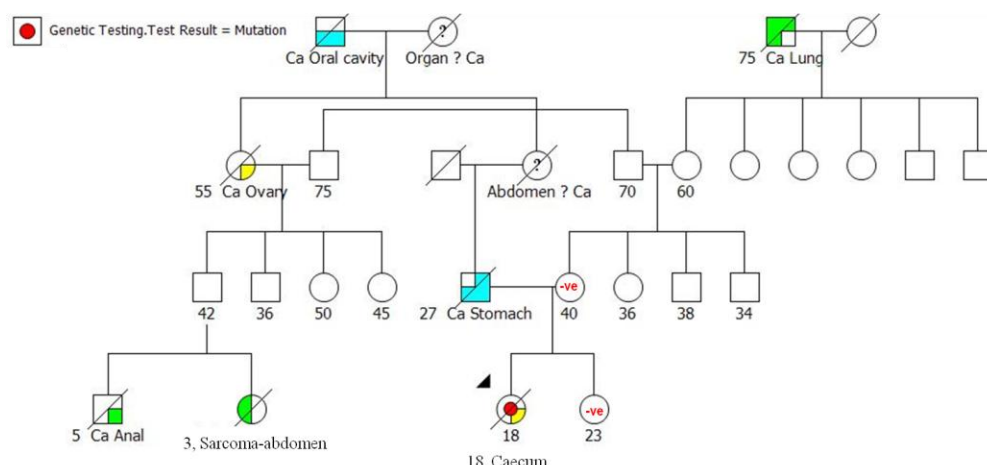 Genetic Testing.Test Result = Mutation
? ?
Ca Oral cavity Organ ? Ca 75 Ca Lung
?
55 Ca Ovary 75 Abdomen ? Ca 70 60
-ve
42 36 50 45 27 Ca Stomach 40 36 38 34
-ve
5 Ca Anal 3, Sarcoma-abdomen 18 23
18, Caecum